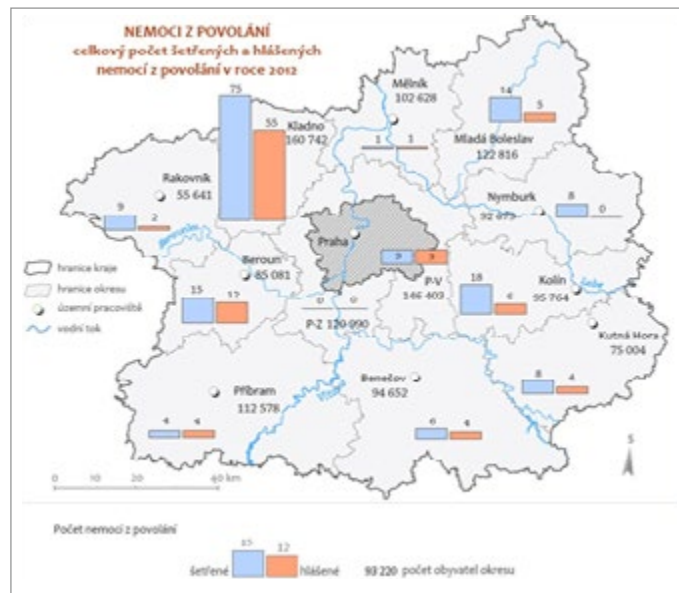 NEMOCI Z POVOLÁNÍ
celkový počet šetřených a hlášených
nemocí z povolání v roce 2012
75
55
Kladno
160 742
Mělník
102 628
1 1
14
5
Mladá Boleslav
122 816
Rakovník
55 641
9
2
Nymburk
8
0
Praha
Beroun
85 081
15
P-V
146 403
18
6
Kolín
95 764
Labe
0 0
P-Z 120 990
Kutná Hora
75 004
8
4
Příbram
112 578
4 4
Benešov
94 652
6 4
hranice kraje
hranice okresu
územní pracoviště
vodní tok
0 20 40 km
S
Počet nemocí z povolání
šetřené
15
12
hlášené
93 220 počet obyvatel okresu